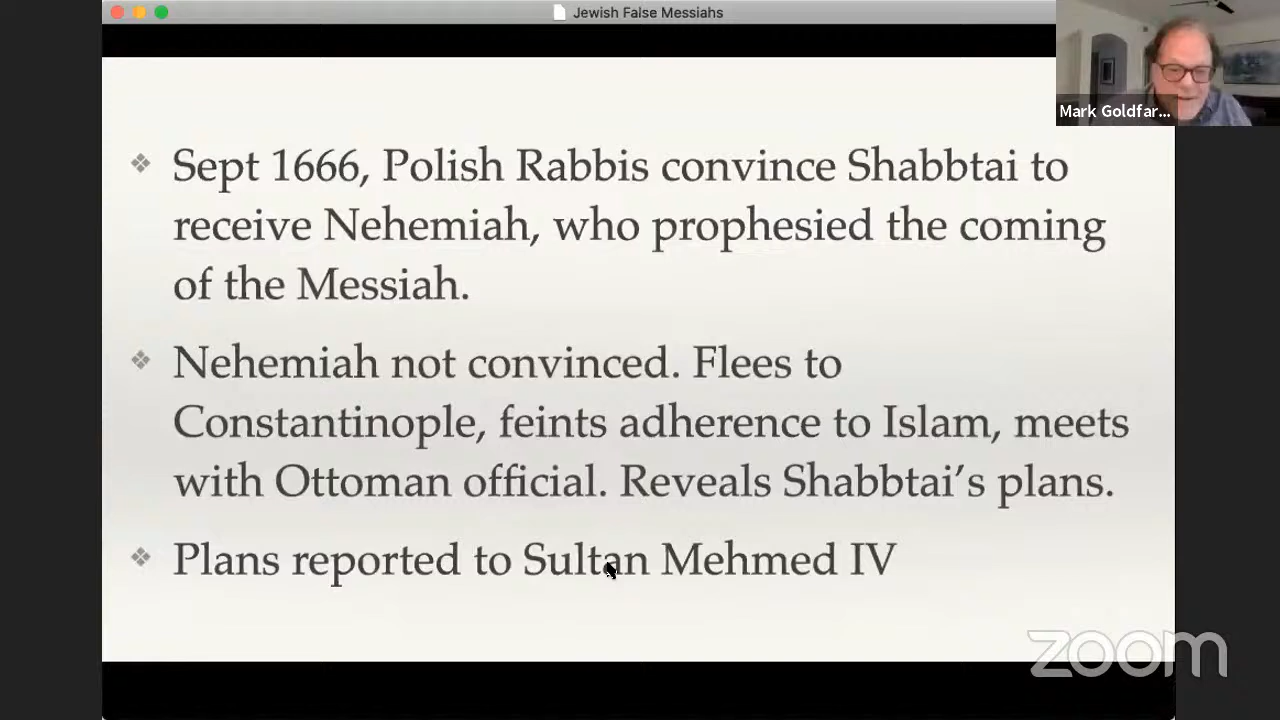 Jewish False Messiahs
Mark Goldfar...
❖ Sept 1666, Polish Rabbis convince Shabbtai to
receive Nehemiah, who prophesied the coming
of the Messiah.
❖ Nehemiah not convinced. Flees to
Constantinople, feints adherence to Islam, meets
with Ottoman official. Reveals Shabbtai’s plans.
❖ Plans reported to Sultan Mehmed IV
zoom